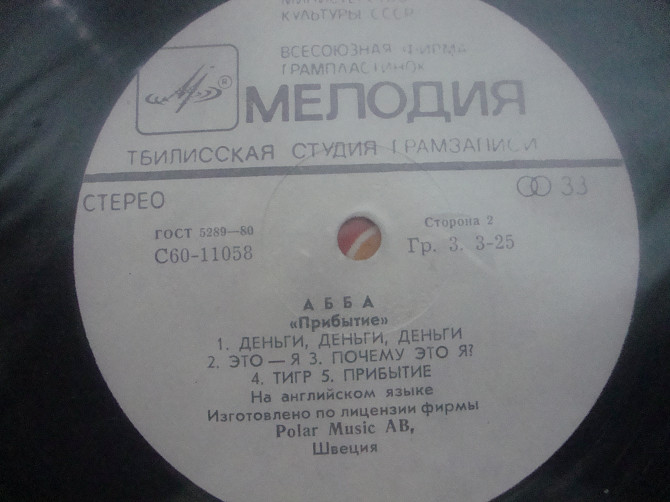 КУЛЬТУРЫ СССР
ВСЕСОЮЗНАЯ ФИРМА
ГРАМПЛАСТИНОК
®
МЕЛОДИЯ
ТБИЛИССКАЯ СТУДИЯ ГРАМЗАПИСИ
СТЕРЕО
33
ГОСТ 5289—80
С60-11058
Сторона 2
Гр. 3. 3-25
АББА
«Прибытие»
1. ДЕНЬГИ, ДЕНЬГИ, ДЕНЬГИ
2. ЭТО — Я 3. ПОЧЕМУ ЭТО Я?
4. ТИГР 5. ПРИБЫТИЕ
На английском языке
Изготовлено по лицензии фирмы
Polar Music AB,
Швеция